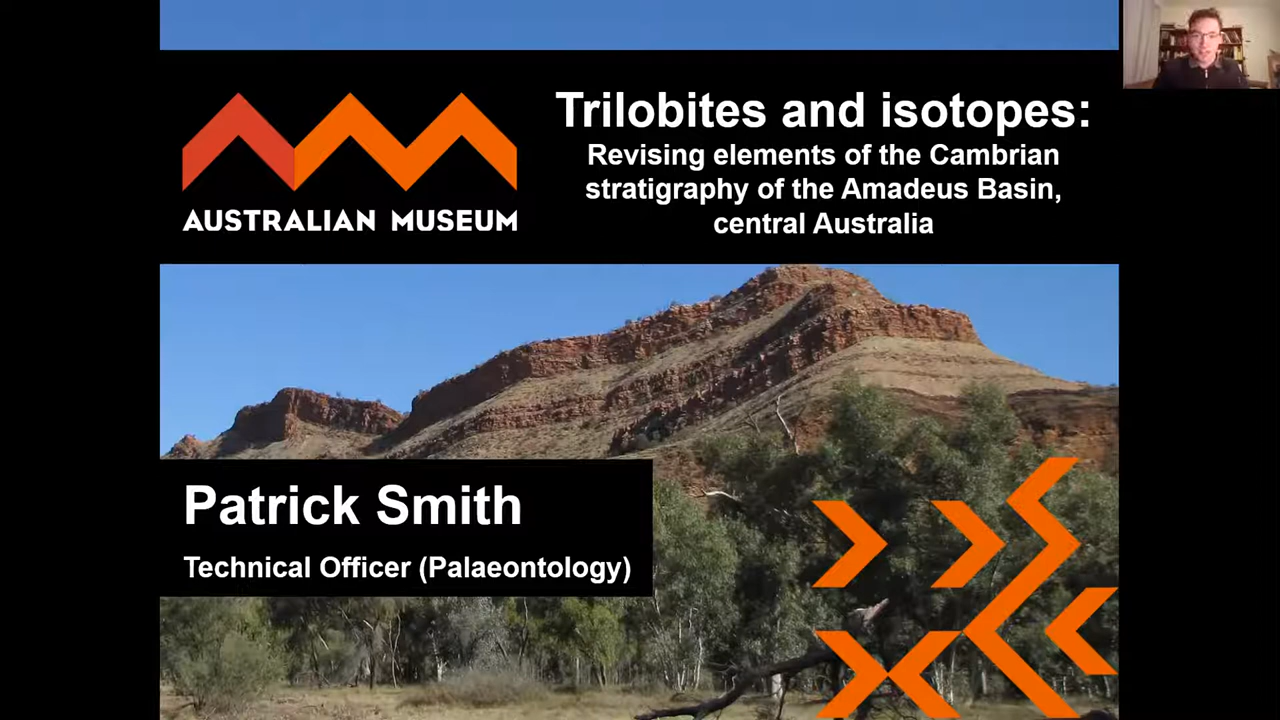 Trilobites and isotopes:
Revising elements of the Cambrian
stratigraphy of the Amadeus Basin,
central Australia
AUSTRALIAN MUSEUM
Patrick Smith
Technical Officer (Palaeontology)